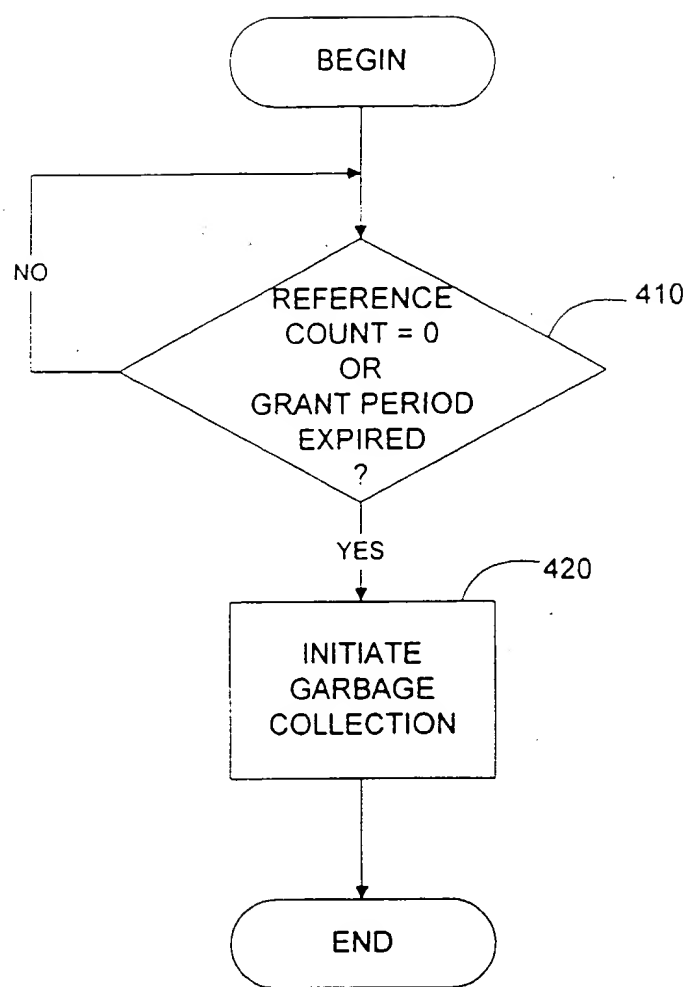 BEGIN
NO
REFERENCE
COUNT = 0
OR
GRANT PERIOD
EXPIRED
?
410
YES
420
INITIATE
GARBAGE
COLLECTION
END